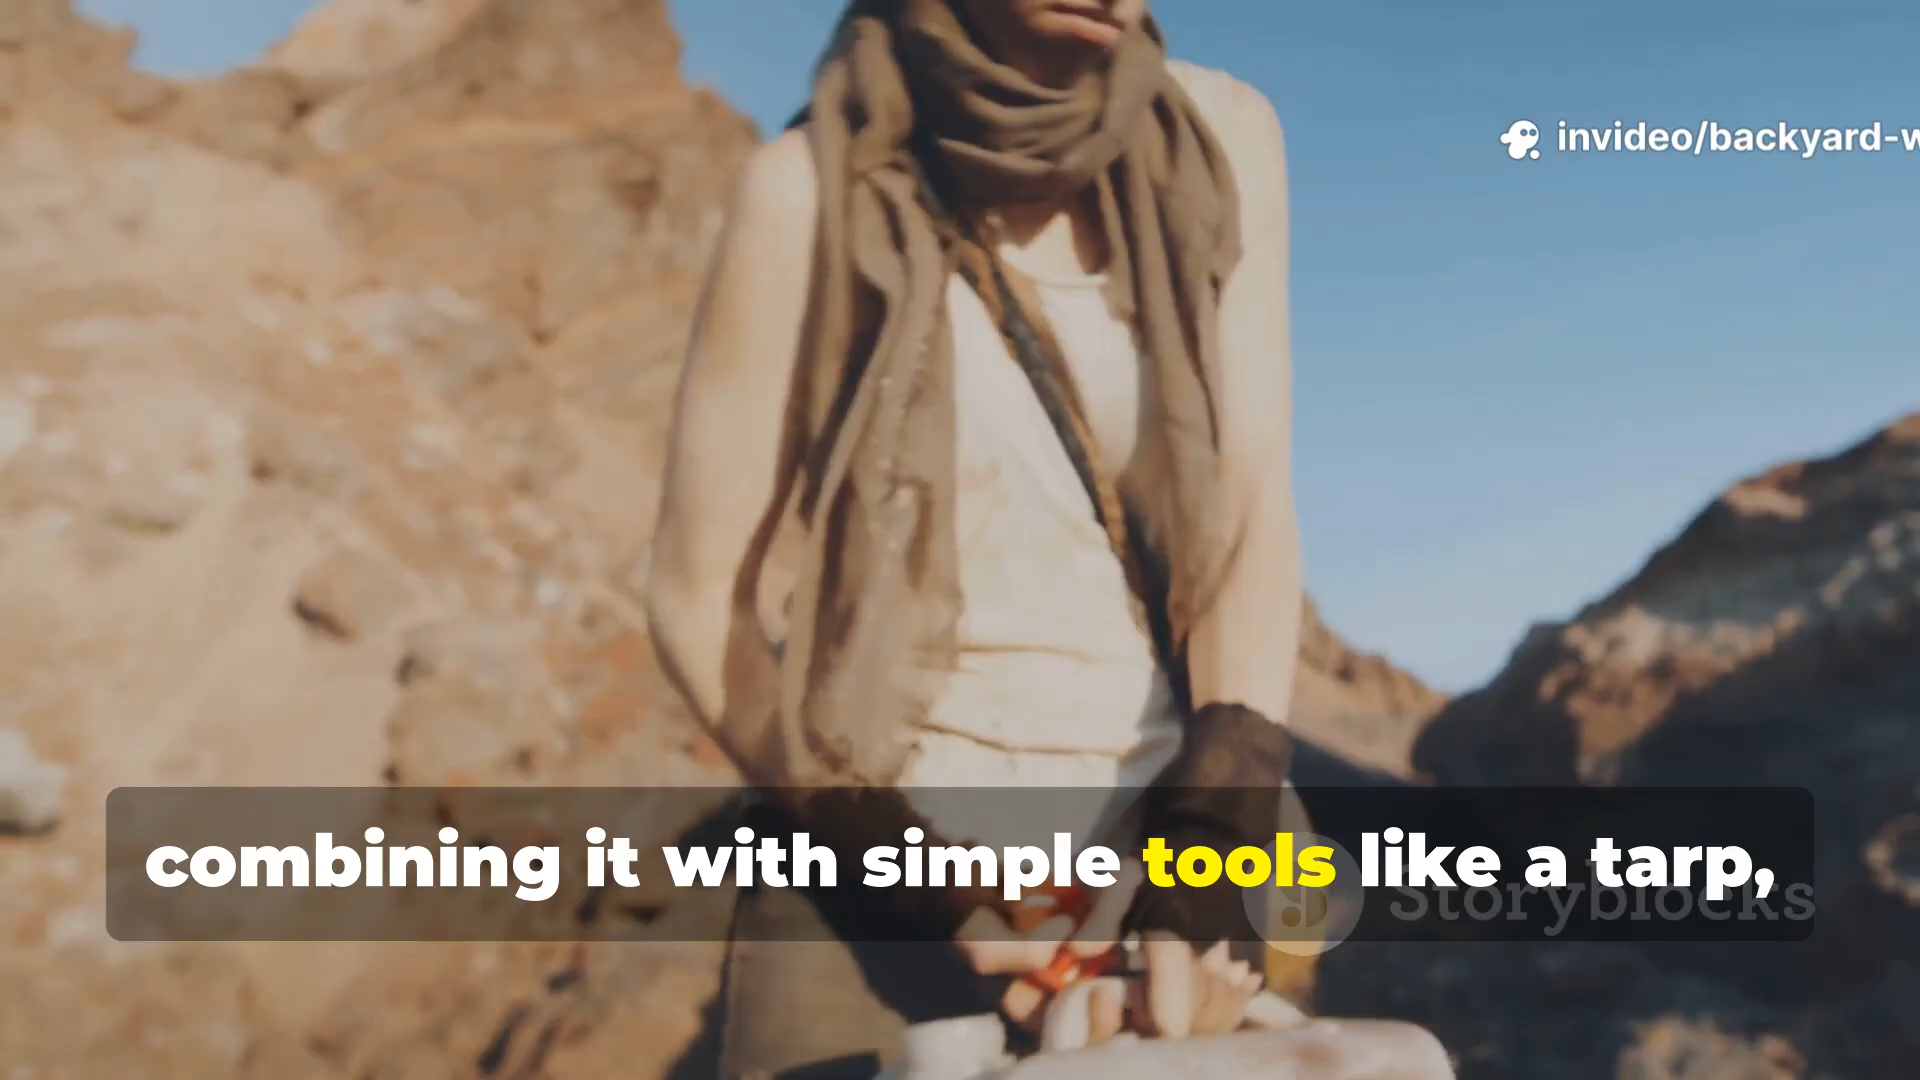 invideo/backyard-w
combining it with simple tools like a tarp,
Storyblocks